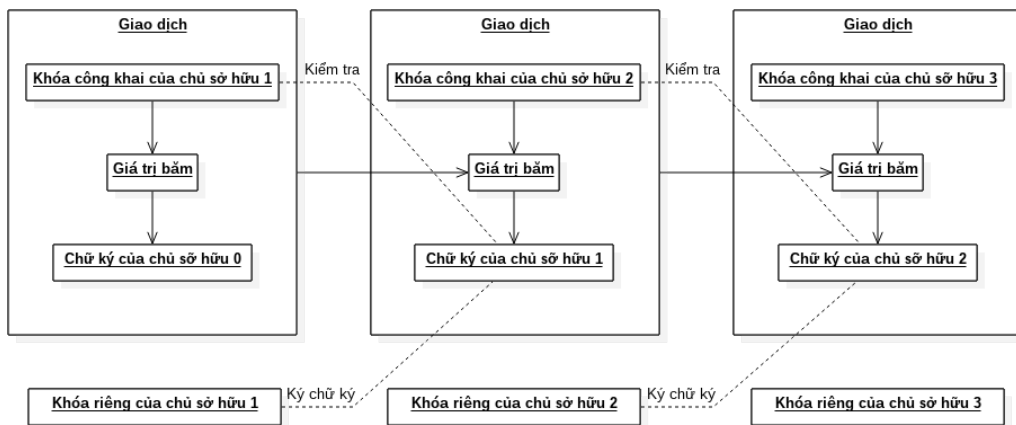 Giao dịch
Giao dịch
Giao dịch
Khóa công khai của chủ sở hữu 1
Kiểm tra
Khóa công khai của chủ sở hữu 2
Kiểm tra
Khóa công khai của chủ sỡ hữu 3
Giá trị băm
Giá trị băm
Giá trị băm
Chữ ký của chủ sỡ hữu 0
Chữ ký của chủ sỡ hữu 1
Chữ ký của chủ sỡ hữu 2
Khóa riêng của chủ sở hữu 1
Ký chữ ký
Khóa riêng của chủ sở hữu 2
Ký chữ ký
Khóa riêng của chủ sở hữu 3